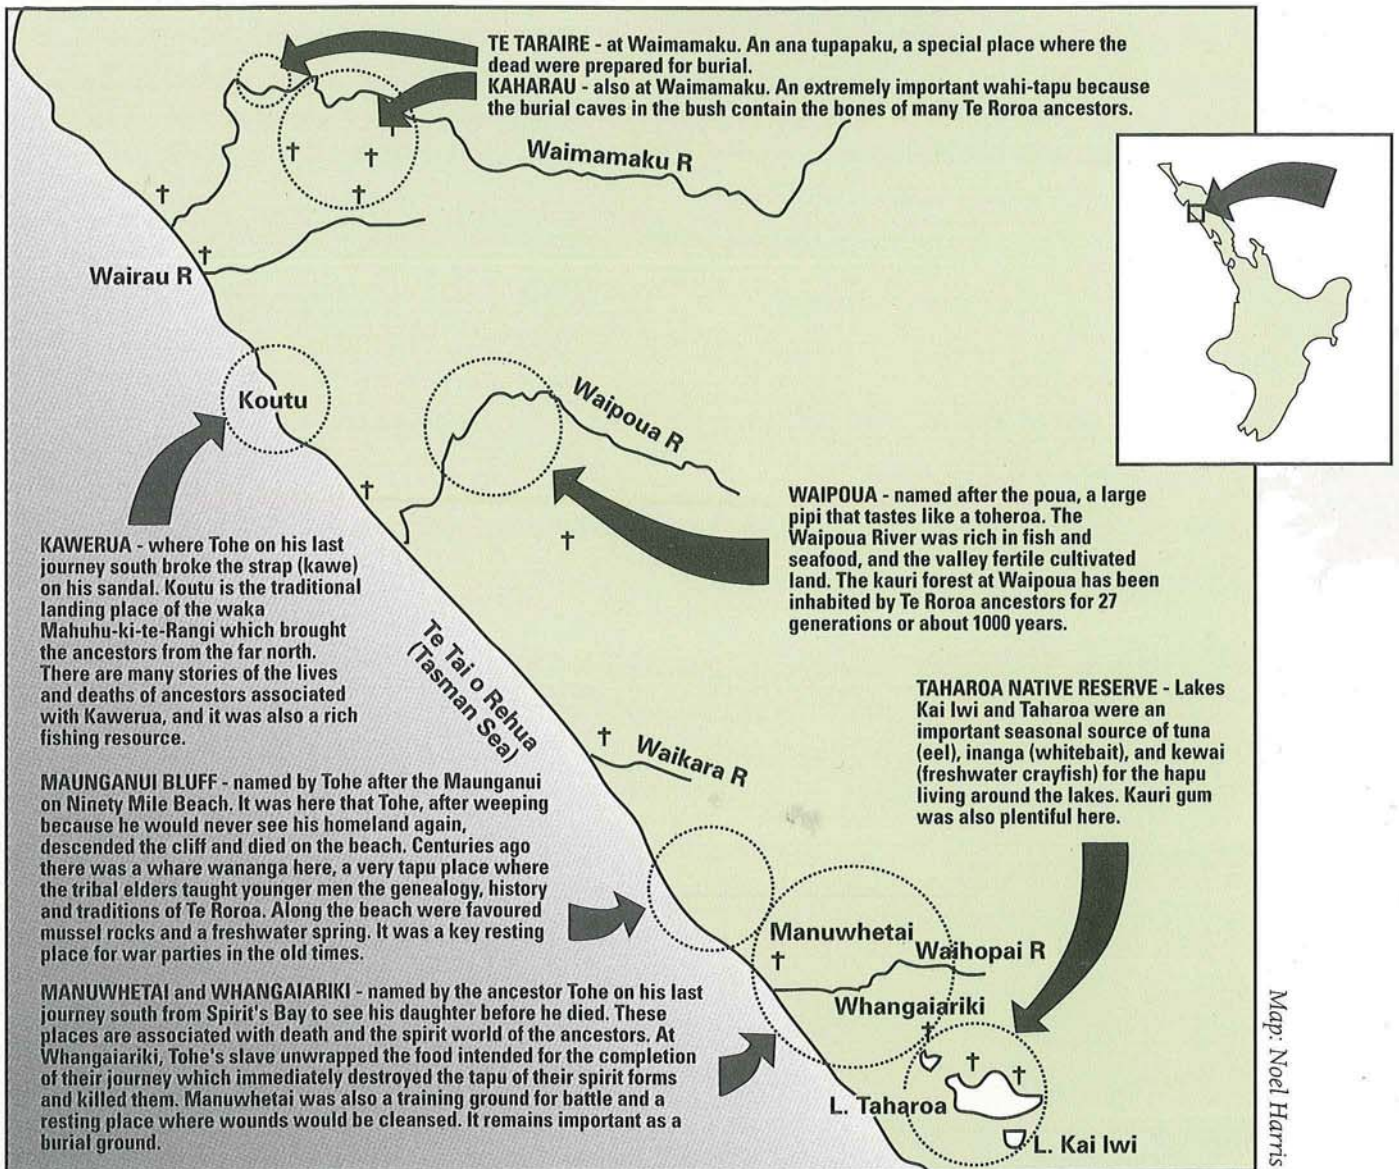 TE TARAIRE - at Waimamaku. An ana tupapaku, a special place where the
dead were prepared for burial.
KAHARAU - also at Waimamaku. An extremely important wahi-tapu because
the burial caves in the bush contain the bones of many Te Roroa ancestors.
Waimamaku R
Wairau R
Koutu
Waipoua R
WAIPOUA - named after the poua, a large
pipi that tastes like a toheroa. The
Waipoua River was rich in fish and
seafood, and the valley fertile cultivated
land. The kauri forest at Waipoua has been
inhabited by Te Roroa ancestors for 27
generations or about 1000 years.
KAWERUA - where Tohe on his last
journey south broke the strap (kawe)
on his sandal. Koutu is the traditional
landing place of the waka
Mahuhu-ki-te-Rangi which brought
the ancestors from the far north.
There are many stories of the lives
and deaths of ancestors associated
with Kawerua, and it was also a rich
fishing resource.
Te Tai o Rehua
(Tasman Sea)
Waikara R
TAHAROA NATIVE RESERVE - Lakes
Kai Iwi and Taharoa were an
important seasonal source of tuna
(eel), inanga (whitebait), and kewai
(freshwater crayfish) for the hapu
living around the lakes. Kauri gum
was also plentiful here.
MAUNGANUI BLUFF - named by Tohe after the Maunganui
on Ninety Mile Beach. It was here that Tohe, after weeping
because he would never see his homeland again,
descended the cliff and died on the beach. Centuries ago
there was a whare wananga here, a very tapu place where
the tribal elders taught younger men the genealogy, history
and traditions of Te Roroa. Along the beach were favoured
mussel rocks and a freshwater spring. It was a key resting
place for war parties in the old times.
Manuwhetai
Waihopai R
Whangaiariki
MANUWHETAI and WHANGAIARIKI - named by the ancestor Tohe on his last
journey south from Spirit's Bay to see his daughter before he died. These
places are associated with death and the spirit world of the ancestors. At
Whangaiariki, Tohe's slave unwrapped the food intended for the completion
of their journey which immediately destroyed the tapu of their spirit forms
and killed them. Manuwhetai was also a training ground for battle and a
resting place where wounds would be cleansed. It remains important as a
burial ground.
L. Taharoa
L. Kai Iwi
Map: Noel Harris